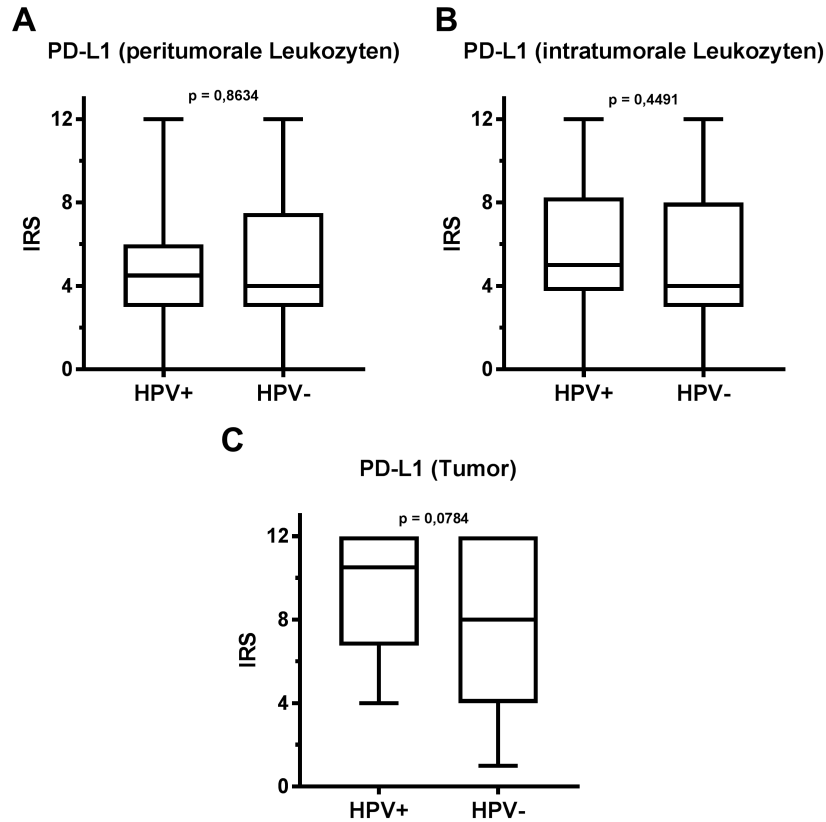 A
PD-L1 (peritumorale Leukozyten)
p = 0,8634
12
8
4
0
IRS
HPV+ HPV-
B
PD-L1 (intratumorale Leukozyten)
p = 0,4491
12
8
4
0
IRS
HPV+ HPV-
C
PD-L1 (Tumor)
p = 0,0784
12
8
4
0
IRS
HPV+ HPV-